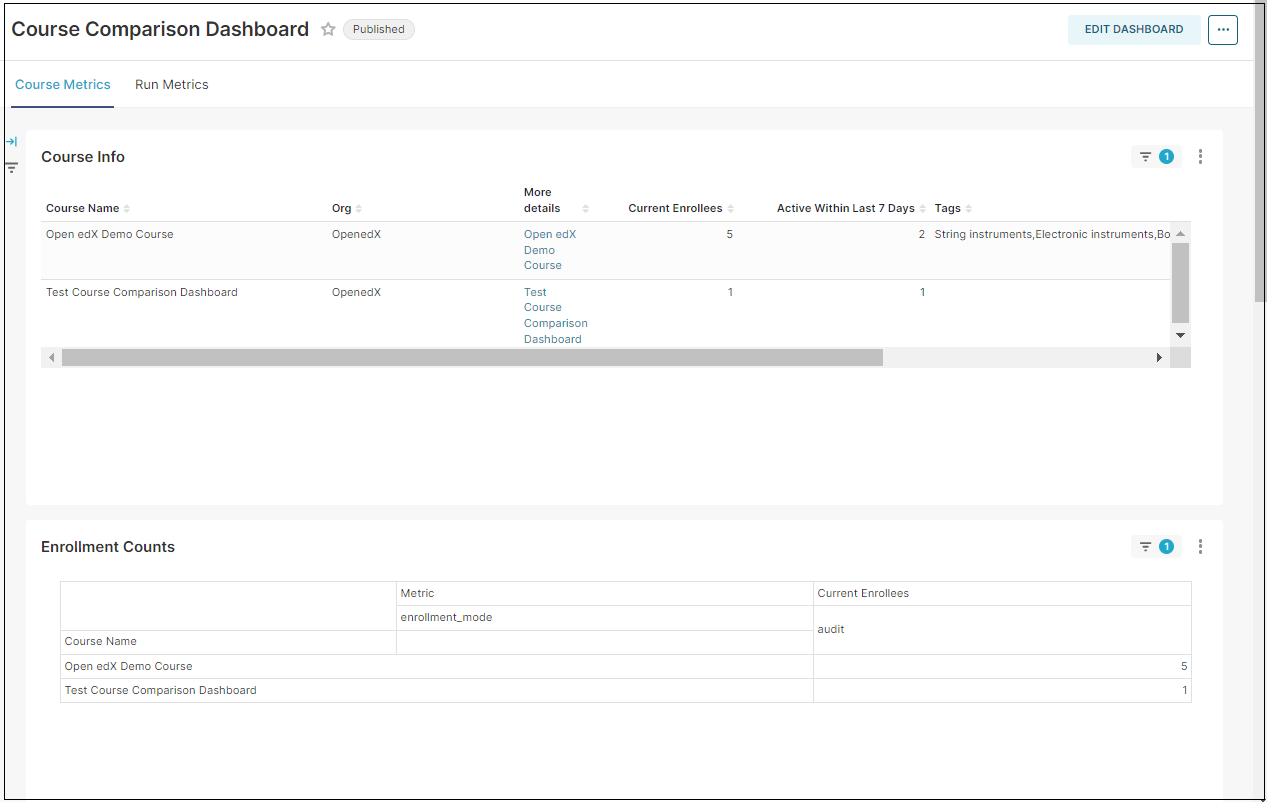 Course Comparison Dashboard Published EDIT DASHBOARD ...
Course Metrics Run Metrics
Course Info 1
More
Course Name Org details Current Enrollees Active Within Last 7 Days Tags
Open edX Demo Course OpenedX Open edX 5 2 String instruments,Electronic instruments,Bo
Demo
Course
Test Course Comparison Dashboard OpenedX Test 1 1
Course
Comparison
Dashboard
Enrollment Counts 1
Metric Current Enrollees
enrollment_mode
audit
Course Name
Open edX Demo Course 5
Test Course Comparison Dashboard 1